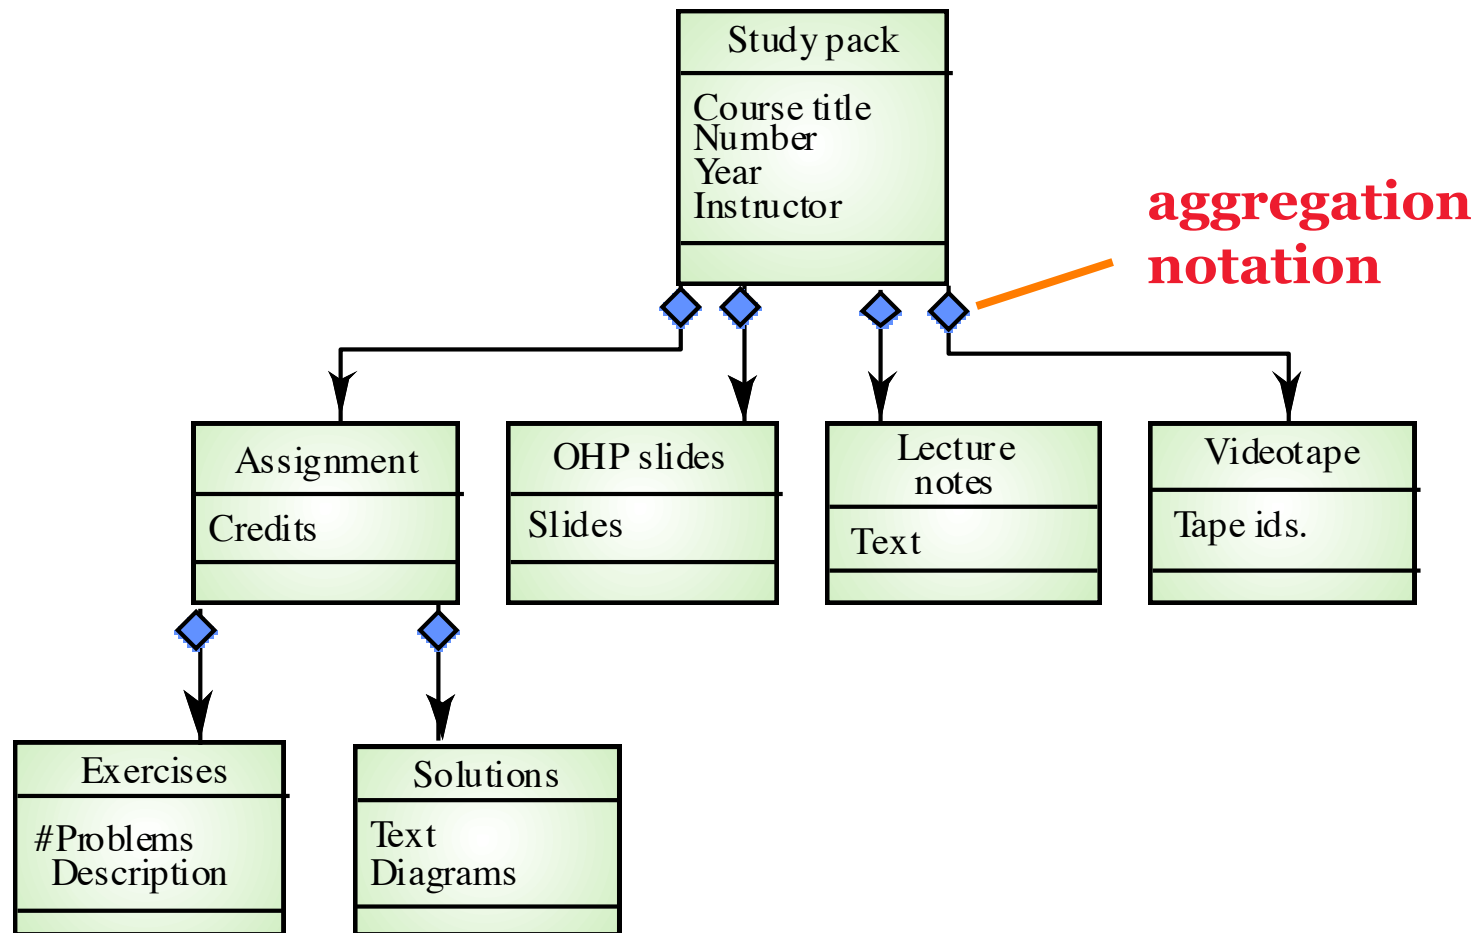 Study pack
Course title
Number
Year
Instructor
aggregation
notation
Assignment
Credits
OHP slides
Slides
Lecture
notes
Text
Videotape
Tape ids.
Exercises
#Problems
Description
Solutions
Text
Diagrams